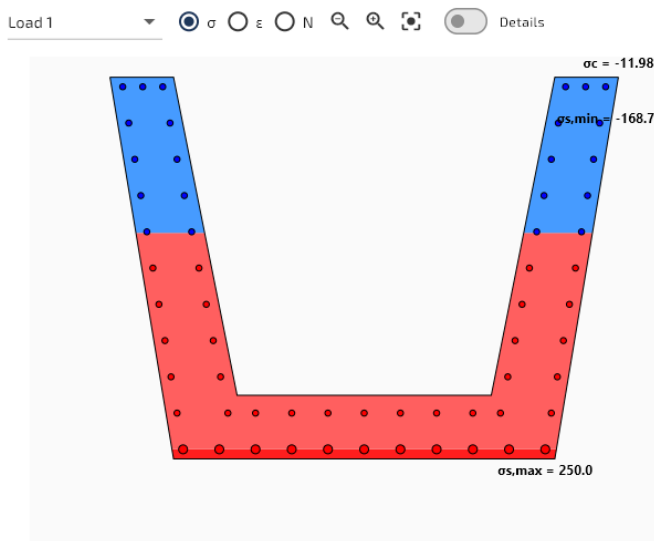 Load 1 σ ε N Details
σc = -11.98
σs,min = -168.7
σs,max = 250.0